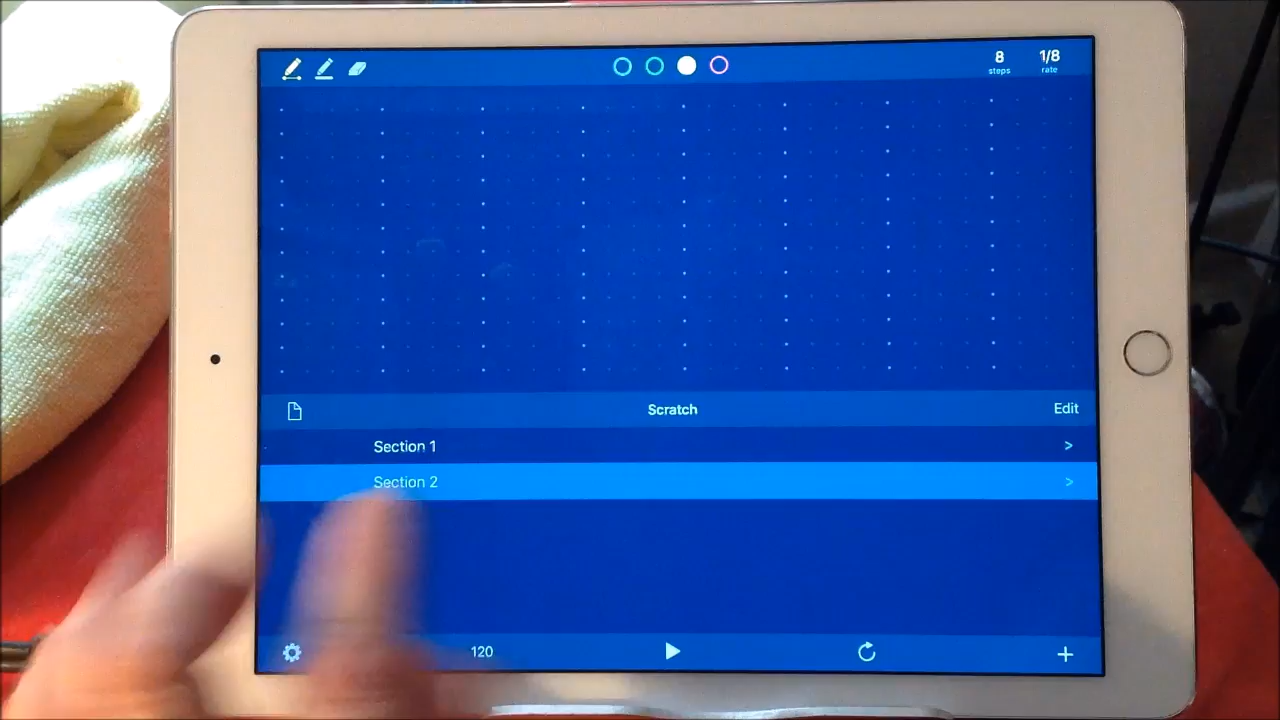 8 1/8
steps rate
Scratch Edit
Section 1 >
Section 2 >
120